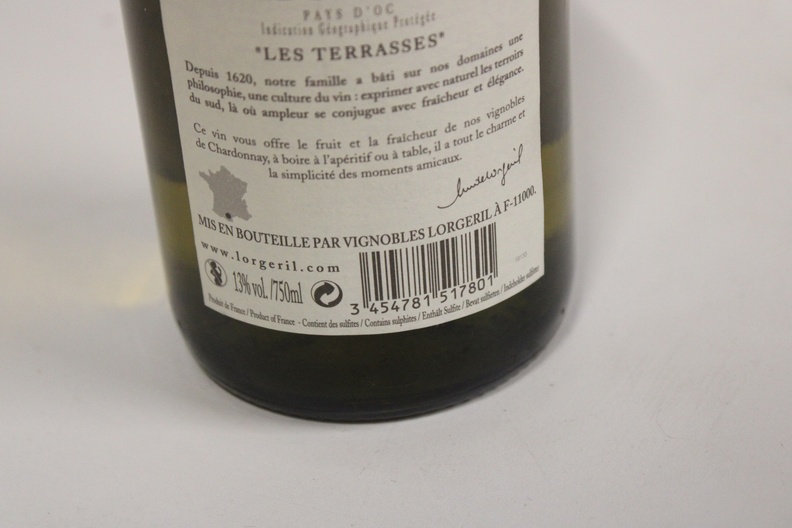 PAYS D'OC
Indication Géographique Protégée
"LES TERRASSES"
Depuis 1620, notre famille a bâti sur nos domaines une
philosophie, une culture du vin : exprimer avec naturel les terroirs
du sud, là où ampleur se conjugue avec fraîcheur et élégance.
Ce vin vous offre le fruit et la fraîcheur de nos vignobles
de Chardonnay, à boire à l'apéritif ou à table, il a tout le charme et
la simplicité des moments amicaux.
MIS EN BOUTEILLE PAR VIGNOBLES LORGERIL À F-11000.
www.lorgeril.com
13% vol. /750ml
3 454781 517801
Produit de France / Product of France - Contient des sulfites / Contains sulphites / Enthält Sulfite / Bevat sulfieten / Indeholder sulfitter